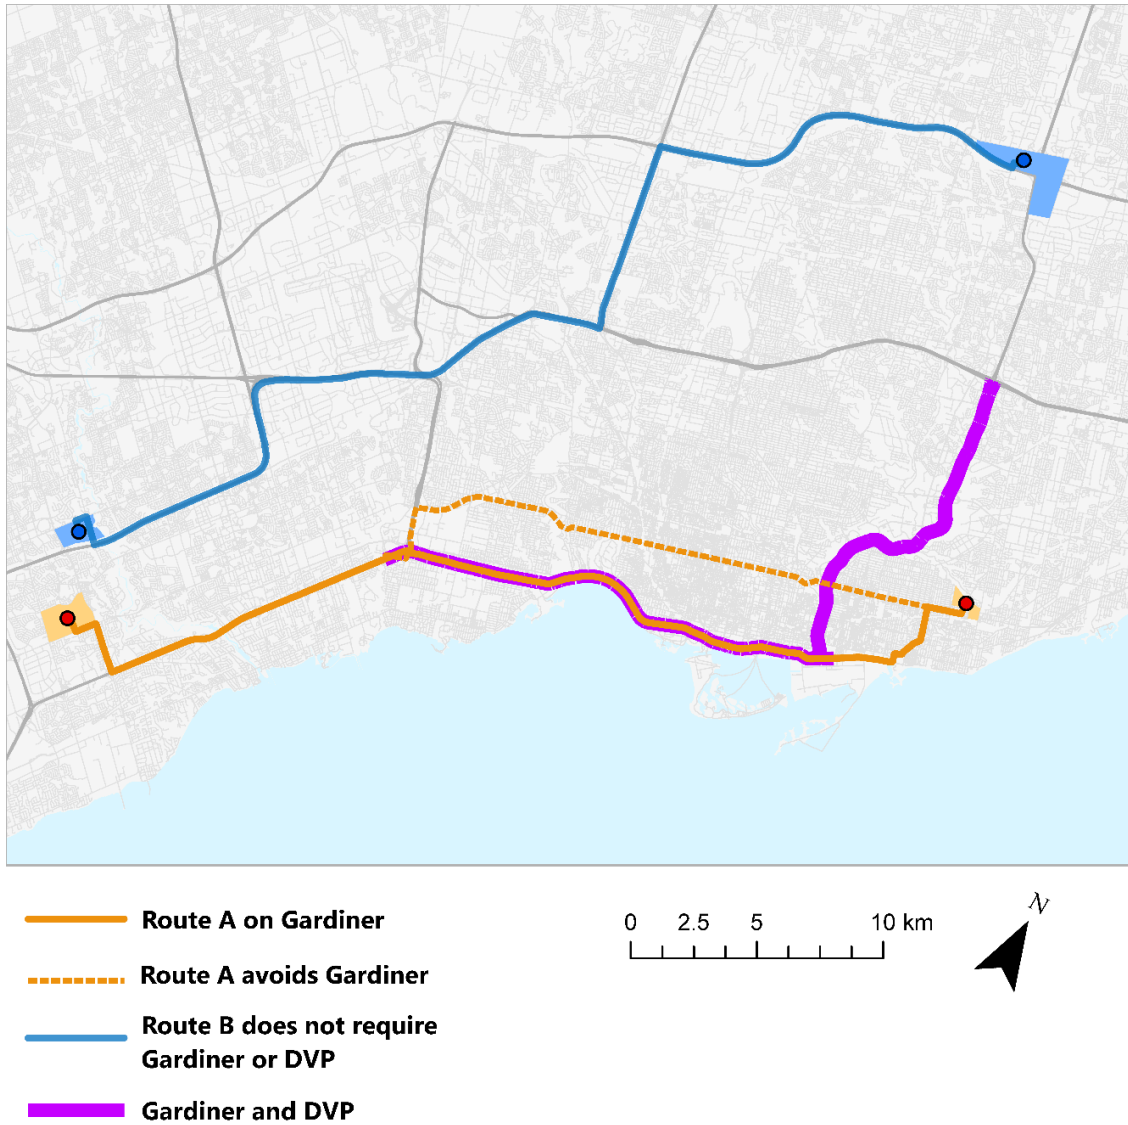 Route A on Gardiner
Route A avoids Gardiner
Route B does not require
Gardiner or DVP
Gardiner and DVP
0 2.5 5 10 km
N